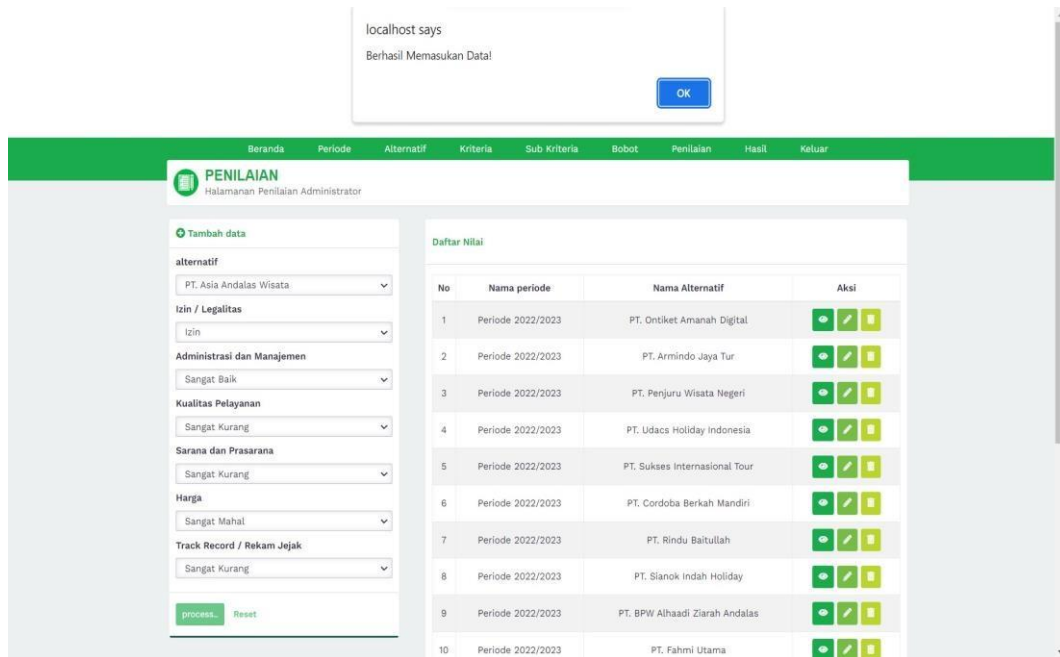 localhost says
Berhasil Memasukan Data!
OK
Beranda Periode Alternatif Kriteria Sub Kriteria Bobot Penilaian Hasil Keluar
PENILAIAN
Halamanan Penilaian Administrator
Tambah data
alternatif
PT. Asia Andalas Wisata
Izin / Legalitas
Izin
Administrasi dan Manajemen
Sangat Baik
Kualitas Pelayanan
Sangat Kurang
Sarana dan Prasarana
Sangat Kurang
Harga
Sangat Mahal
Track Record / Rekam Jejak
Sangat Kurang
process.. Reset
Daftar Nilai
No Nama periode Nama Alternatif Aksi
1 Periode 2022/2023 PT. Ontiket Amanah Digital
2 Periode 2022/2023 PT. Armindo Jaya Tur
3 Periode 2022/2023 PT. Penjuru Wisata Negeri
4 Periode 2022/2023 PT. Udacs Holiday Indonesia
5 Periode 2022/2023 PT. Sukses Internasional Tour
6 Periode 2022/2023 PT. Cordoba Berkah Mandiri
7 Periode 2022/2023 PT. Rindu Baitullah
8 Periode 2022/2023 PT. Sianok Indah Holiday
9 Periode 2022/2023 PT. BPW Alhaadi Ziarah Andalas
10 Periode 2022/2023 PT. Fahmi Utama